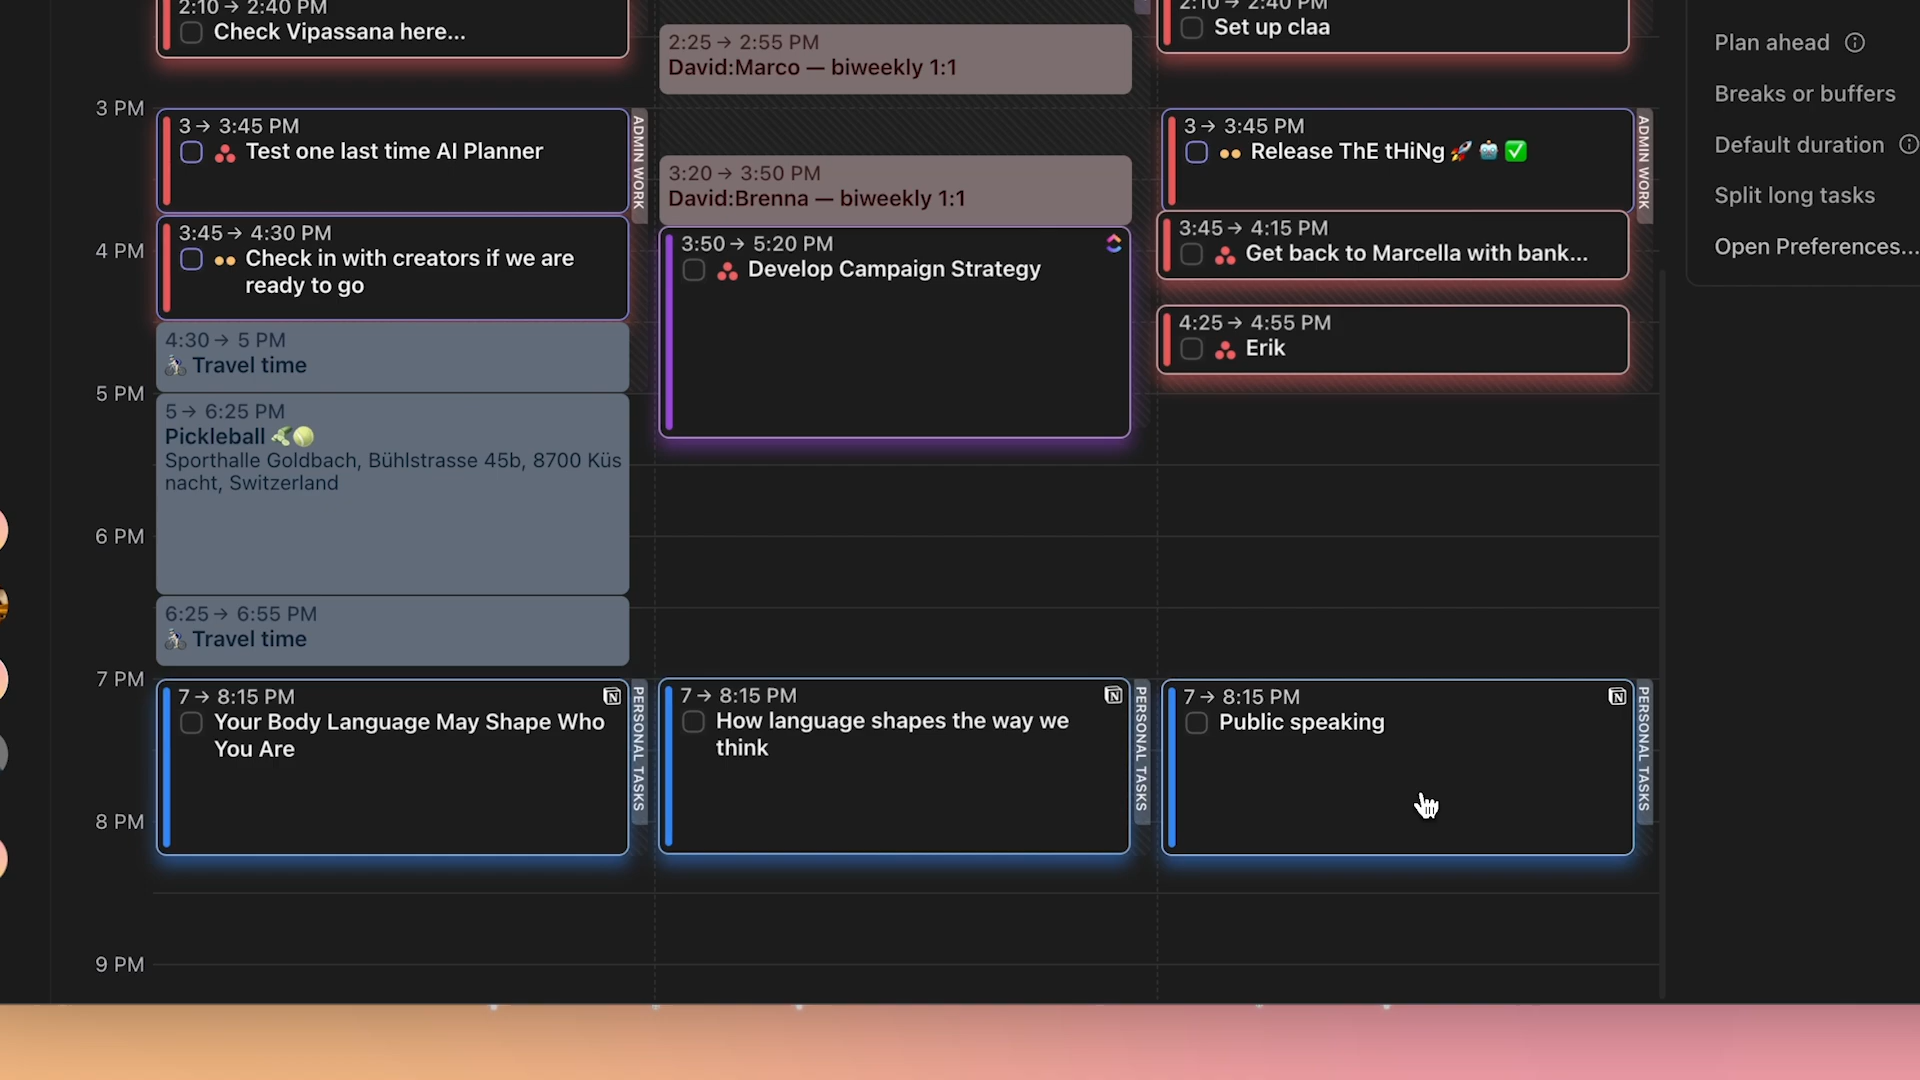 2:10 → 2:40 PM
Check Vipassana here...
3 PM
3 → 3:45 PM
Test one last time AI Planner
ADMIN WORK
3:45 → 4:30 PM
Check in with creators if we are
ready to go
4 PM
4:30 → 5 PM
Travel time
5 PM
5 → 6:25 PM
Pickleball
Sporthalle Goldbach, Bühlstrasse 45b, 8700 Küs
nacht, Switzerland
6 PM
6:25 → 6:55 PM
Travel time
7 PM
7 → 8:15 PM
Your Body Language May Shape Who
You Are
PERSONAL TASKS
8 PM
9 PM
2:25 → 2:55 PM
David:Marco — biweekly 1:1
3:20 → 3:50 PM
David:Brenna — biweekly 1:1
3:50 → 5:20 PM
Develop Campaign Strategy
7 → 8:15 PM
How language shapes the way we
think
PERSONAL TASKS
2:10 → 2:40 PM
Set up claa
3 → 3:45 PM
Release ThE tHiNg 🚀 🤖 ✅
ADMIN WORK
3:45 → 4:15 PM
Get back to Marcella with bank...
4:25 → 4:55 PM
Erik
7 → 8:15 PM
Public speaking
PERSONAL TASKS
Plan ahead
Breaks or buffers
Default duration
Split long tasks
Open Preferences...